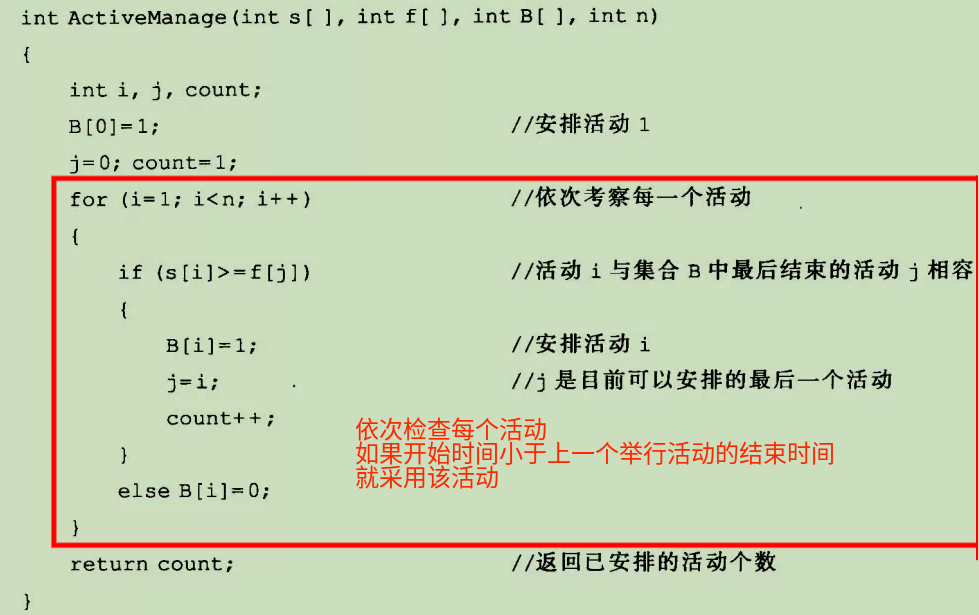 int ActiveManage(int s[ ], int f[ ], int B[ ], int n)
{
int i, j, count;
B[0]=1; //安排活动 1
j=0; count=1;
for (i=1; i<n; i++) //依次考察每一个活动
{
if (s[i]>=f[j]) //活动 i 与集合 B 中最后结束的活动 j 相容
{
B[i]=1; //安排活动 i
j=i; //j 是目前可以安排的最后一个活动
count++;
依次检查每个活动
如果开始时间小于上一个举行活动的结束时间
就采用该活动
}
else B[i]=0;
}
return count; //返回已安排的活动个数
}